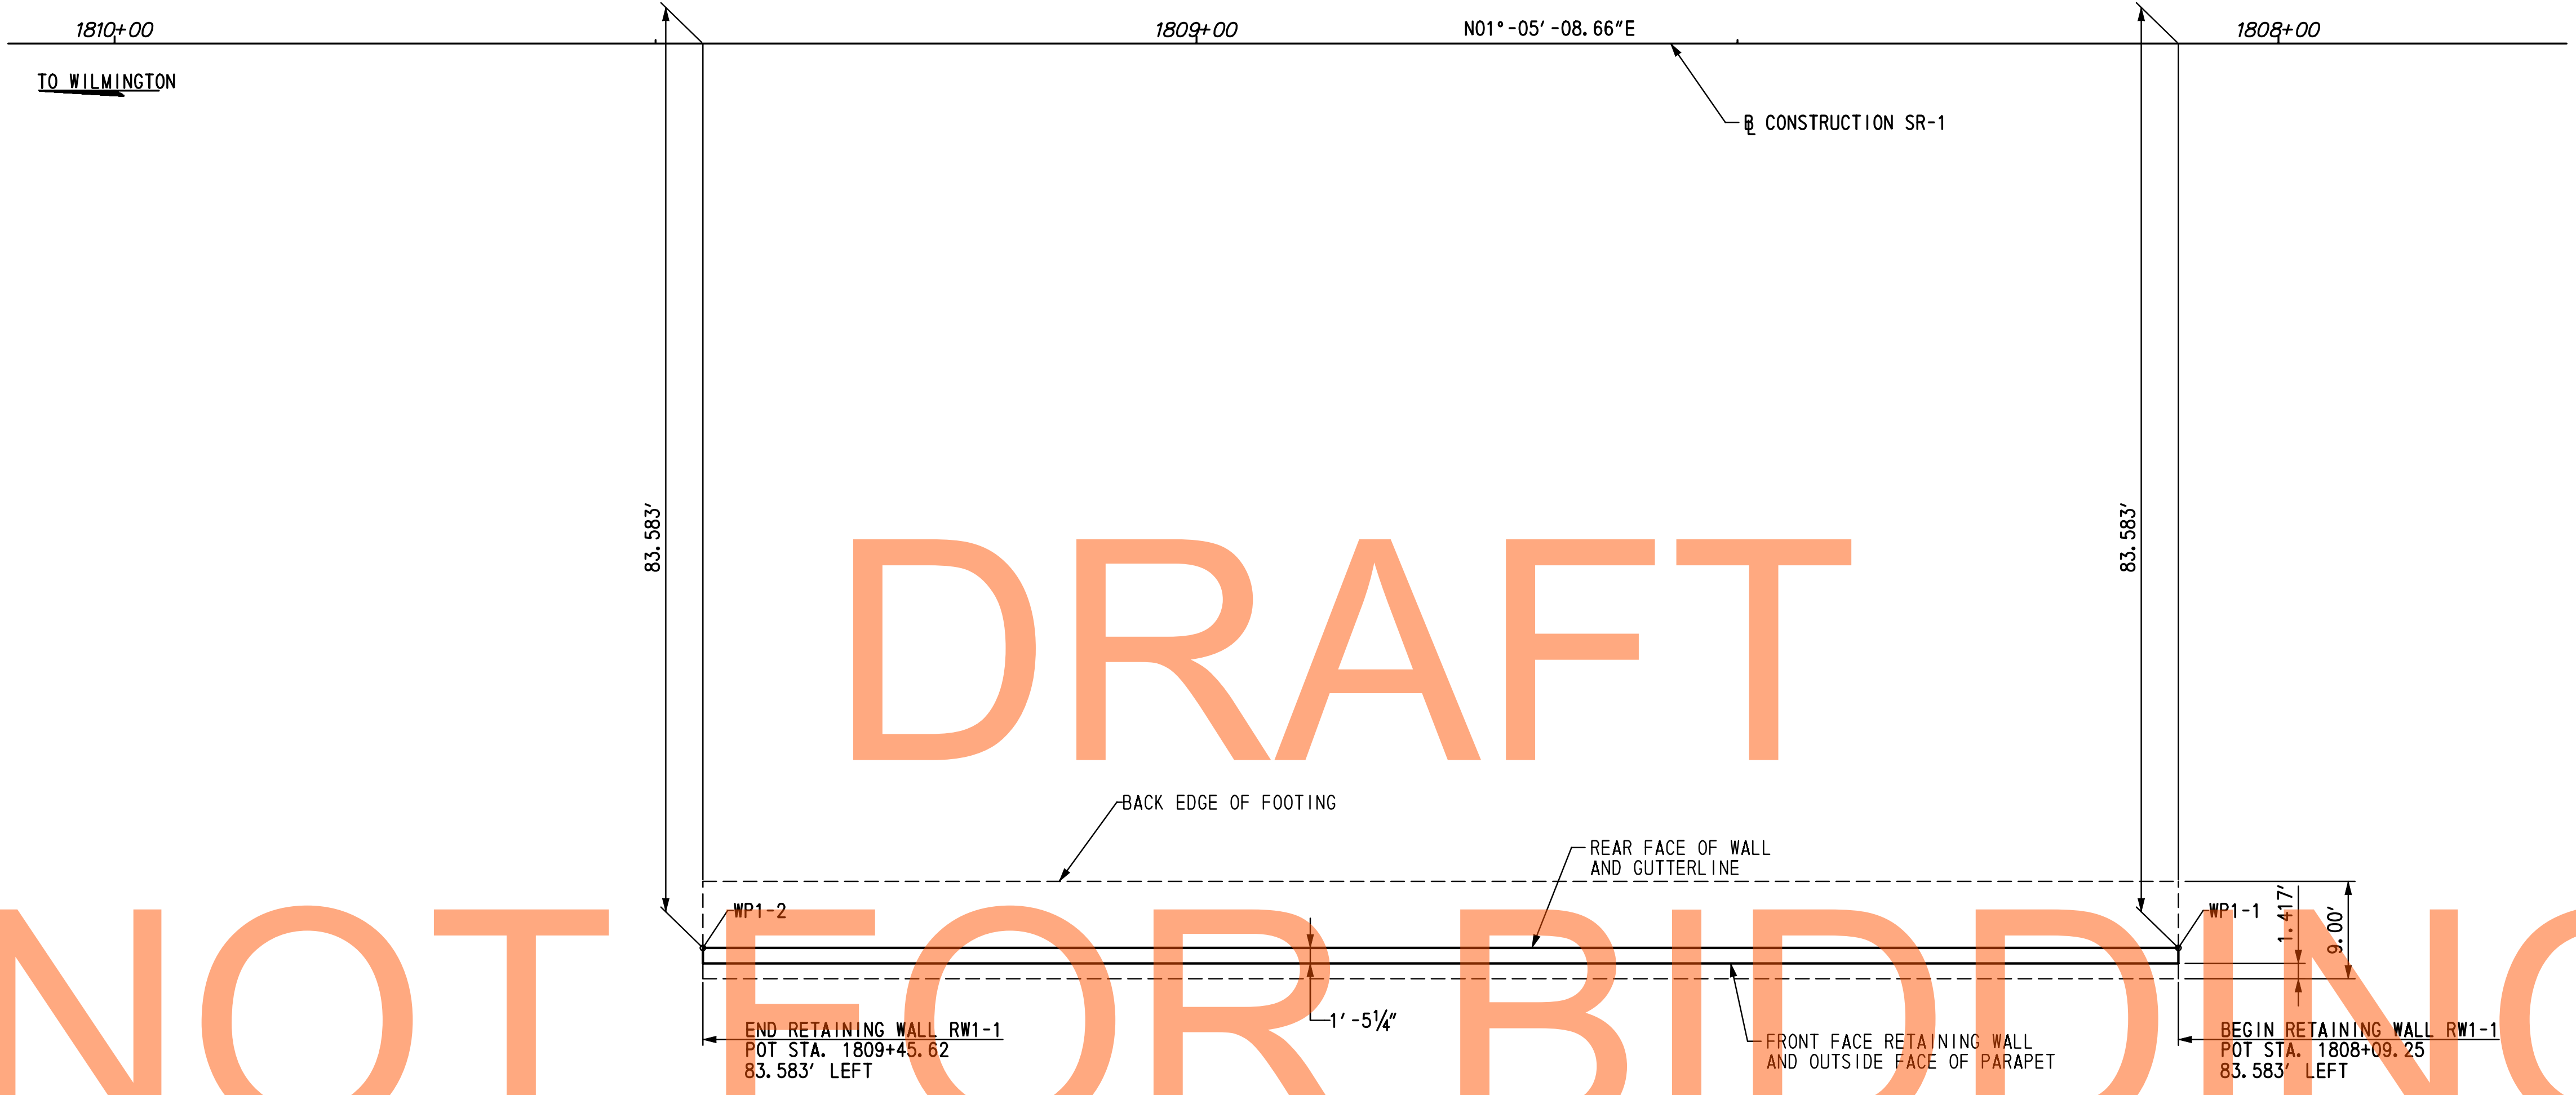 1810+00
1809+00
N01°-05'-08.66"E
1808+00
TO WILMINGTON
℄ CONSTRUCTION SR-1
83.583'
83.583'
DRAFT
BACK EDGE OF FOOTING
REAR FACE OF WALL
AND GUTTERLINE
WP1-2
WP1-1
1.417'
9.00'
NOT FOR BIDDING
1'-5¼"
END RETAINING WALL RW1-1
POT STA. 1809+45.62
83.583' LEFT
FRONT FACE RETAINING WALL
AND OUTSIDE FACE OF PARAPET
BEGIN RETAINING WALL RW1-1
POT STA. 1808+09.25
83.583' LEFT